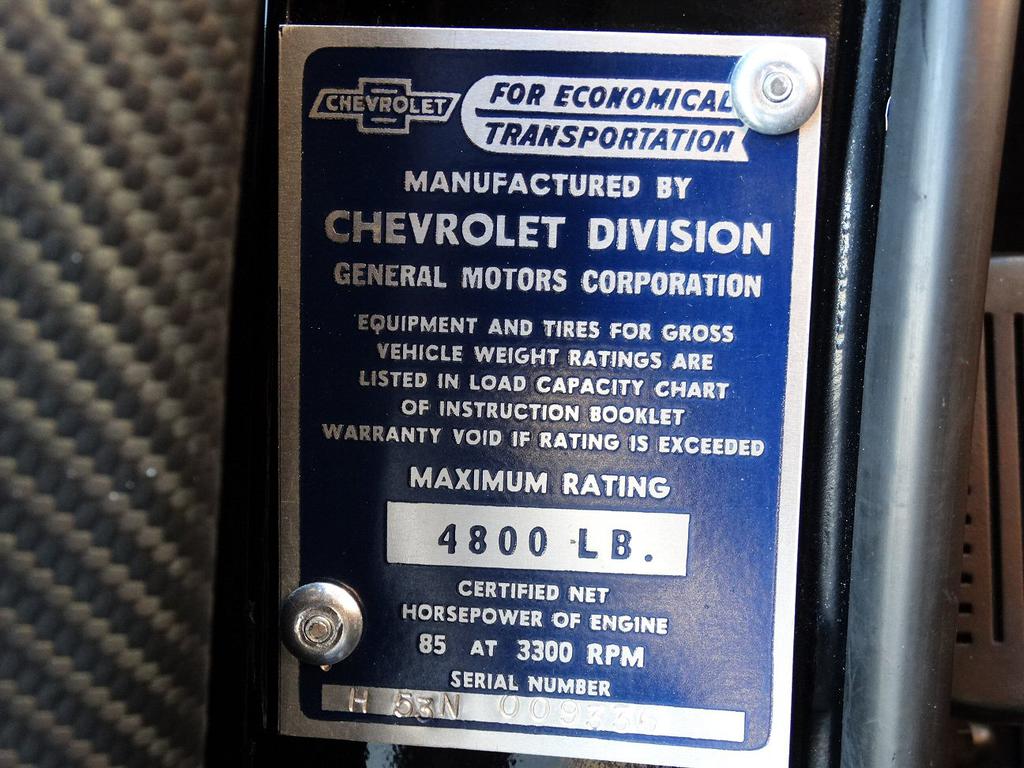 CHEVROLET
FOR ECONOMICAL
TRANSPORTATION
MANUFACTURED BY
CHEVROLET DIVISION
GENERAL MOTORS CORPORATION
EQUIPMENT AND TIRES FOR GROSS
VEHICLE WEIGHT RATINGS ARE
LISTED IN LOAD CAPACITY CHART
OF INSTRUCTION BOOKLET
WARRANTY VOID IF RATING IS EXCEEDED
MAXIMUM RATING
4800 LB.
CERTIFIED NET
HORSEPOWER OF ENGINE
85 AT 3300 RPM
SERIAL NUMBER
H 53N